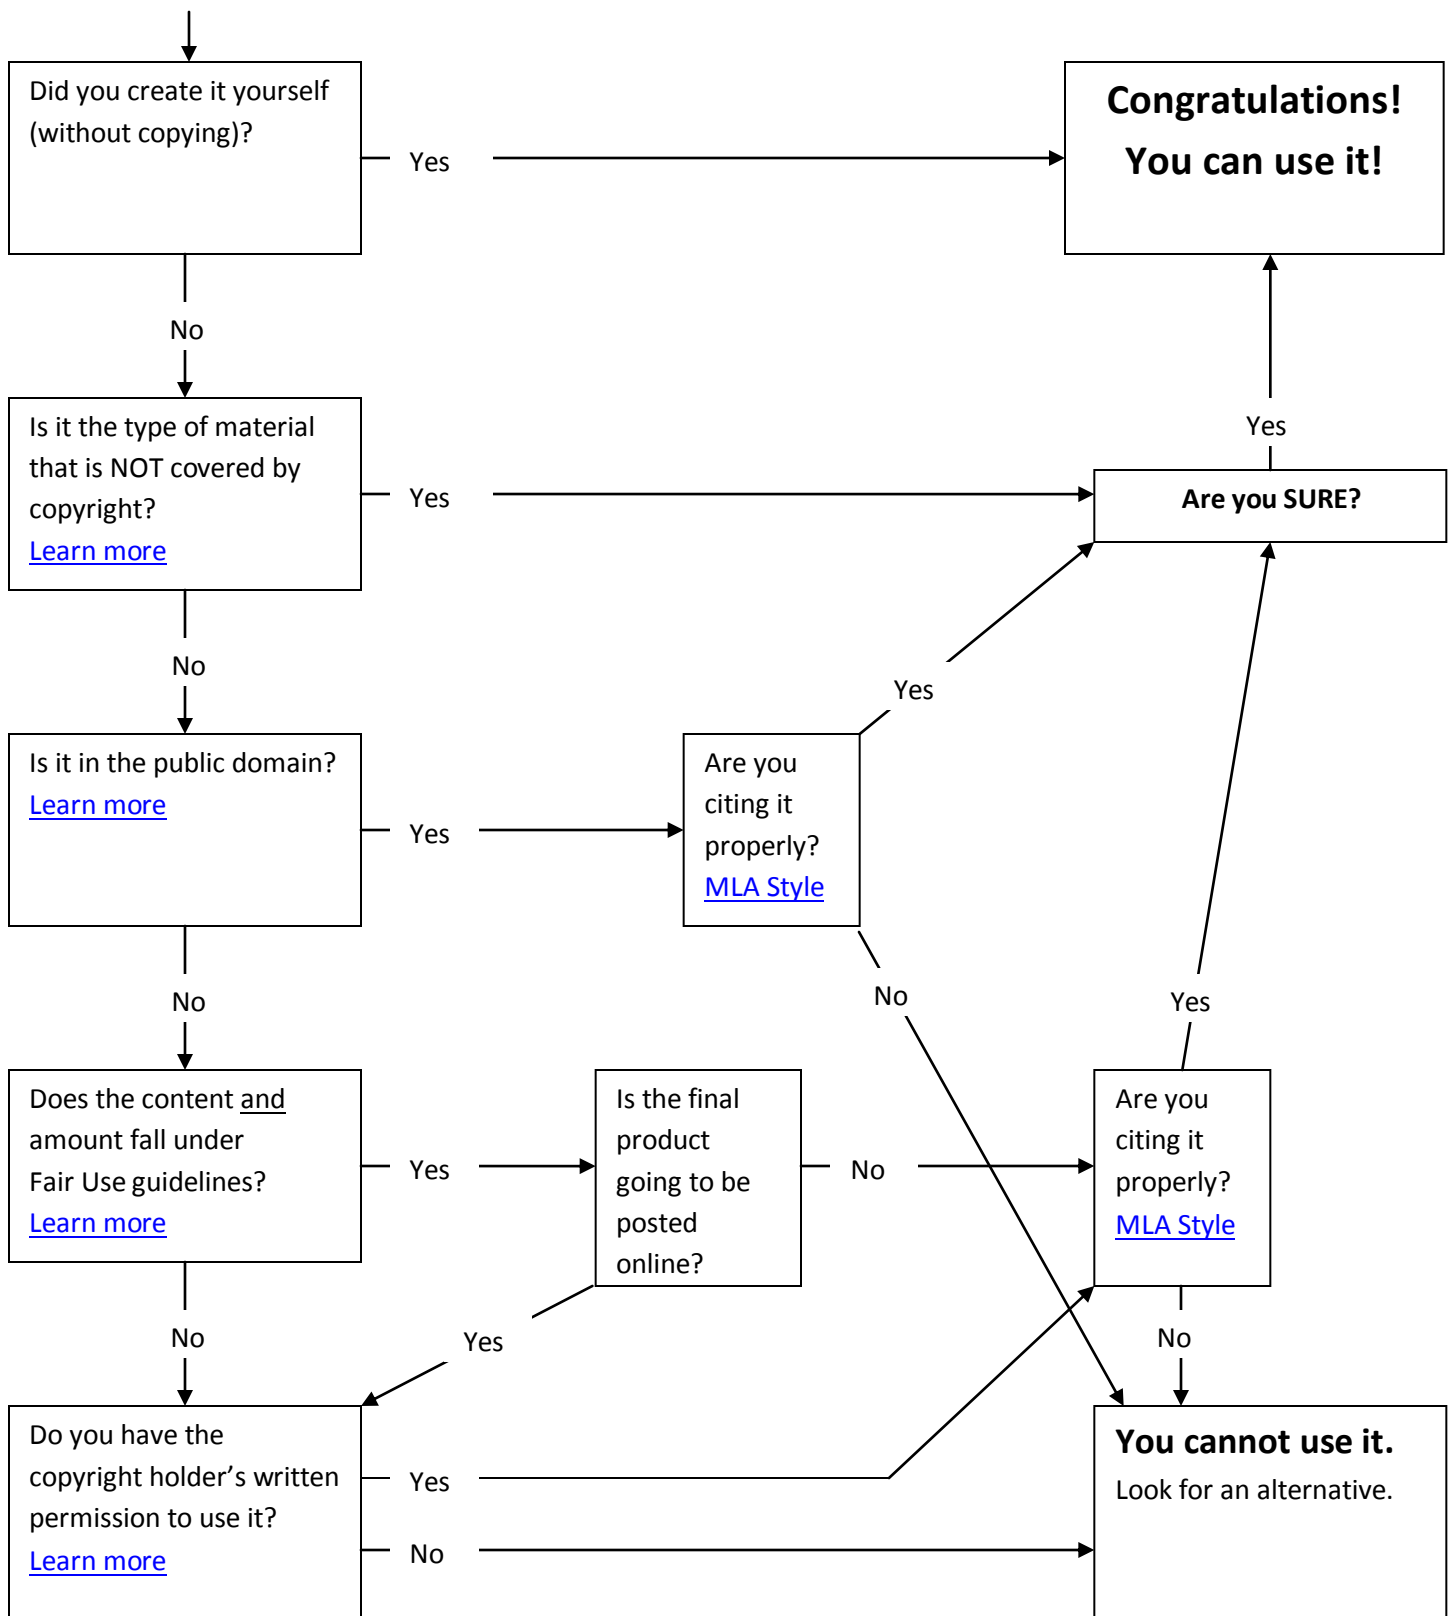 Did you create it yourself
(without copying)?
Yes
Congratulations!
You can use it!
No
Is it the type of material
that is NOT covered by
copyright?
Learn more
Yes
Yes
Are you SURE?
No
Is it in the public domain?
Learn more
Yes
Are you
citing it
properly?
MLA Style
Yes
No
No
Does the content and
amount fall under
Fair Use guidelines?
Learn more
Yes
Is the final
product
going to be
posted
online?
No
Are you
citing it
properly?
MLA Style
Yes
No
Yes
No
Do you have the
copyright holder’s written
permission to use it?
Learn more
Yes
No
You cannot use it.
Look for an alternative.